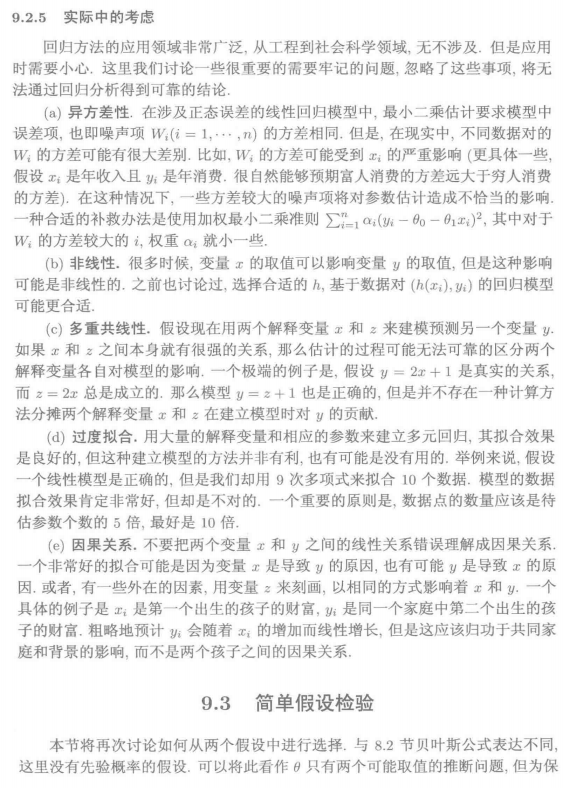 9.2.5 实际中的考虑
回归方法的应用领域非常广泛, 从工程到社会科学领域, 无不涉及. 但是应用
时需要小心. 这里我们讨论一些很重要的需要牢记的问题, 忽略了这些事项, 将无
法通过回归分析得到可靠的结论.
(a) 异方差性. 在涉及正态误差的线性回归模型中, 最小二乘估计要求模型中
误差项, 也即噪声项 W_i(i = 1, ⋯ , n) 的方差相同. 但是, 在现实中, 不同数据对的
W_i 的方差可能有很大差别. 比如, W_i 的方差可能受到 x_i 的严重影响 (更具体一些,
假设 x_i 是年收入且 y_i 是年消费. 很自然能够预期富人消费的方差远大于穷人消费
的方差). 在这种情况下, 一些方差较大的噪声项将对参数估计造成不恰当的影响.
一种合适的补救办法是使用加权最小二乘准则 ∑_{i=1}^{n} α_i(y_i − θ_0 − θ_1x_i)², 其中对于
W_i 的方差较大的 i, 权重 α_i 就小一些.
(b) 非线性. 很多时候, 变量 x 的取值可以影响变量 y 的取值, 但是这种影响
可能是非线性的. 之前也讨论过, 选择合适的 h, 基于数据对 (h(x_i), y_i) 的回归模型
可能更合适.
(c) 多重共线性. 假设现在用两个解释变量 x 和 z 来建模预测另一个变量 y.
如果 x 和 z 之间本身就有很强的关系, 那么估计的过程可能无法可靠的区分两个
解释变量各自对模型的影响. 一个极端的例子是, 假设 y = 2x + 1 是真实的关系,
而 z = 2x 总是成立的. 那么模型 y = z + 1 也是正确的, 但是并不存在一种计算方
法分摊两个解释变量 x 和 z 在建立模型时对 y 的贡献.
(d) 过度拟合. 用大量的解释变量和相应的参数来建立多元回归, 其拟合效果
是良好的, 但这种建立模型的方法并非有利, 也有可能是没有用的. 举例来说, 假设
一个线性模型是正确的, 但是我们却用 9 次多项式来拟合 10 个数据. 模型的数据
拟合效果肯定非常好, 但却是不对的. 一个重要的原则是, 数据点的数量应该是待
估参数个数的 5 倍, 最好是 10 倍.
(e) 因果关系. 不要把两个变量 x 和 y 之间的线性关系错误理解成因果关系.
一个非常好的拟合可能是因为变量 x 是导致 y 的原因, 也有可能 y 是导致 x 的原
因. 或者, 有一些外在的因素, 用变量 z 来刻画, 以相同的方式影响着 x 和 y. 一个
具体的例子是 x_i 是第一个出生的孩子的财富, y_i 是同一个家庭中第二个出生的孩
子的财富. 粗略地预计 y_i 会随着 x_i 的增加而线性增长, 但是这应该归功于共同家
庭和背景的影响, 而不是两个孩子之间的因果关系.
9.3 简单假设检验
本节将再次讨论如何从两个假设中进行选择. 与 8.2 节贝叶斯公式表达不同,
这里没有先验概率的假设. 可以将此看作 θ 只有两个可能取值的推断问题, 但为保